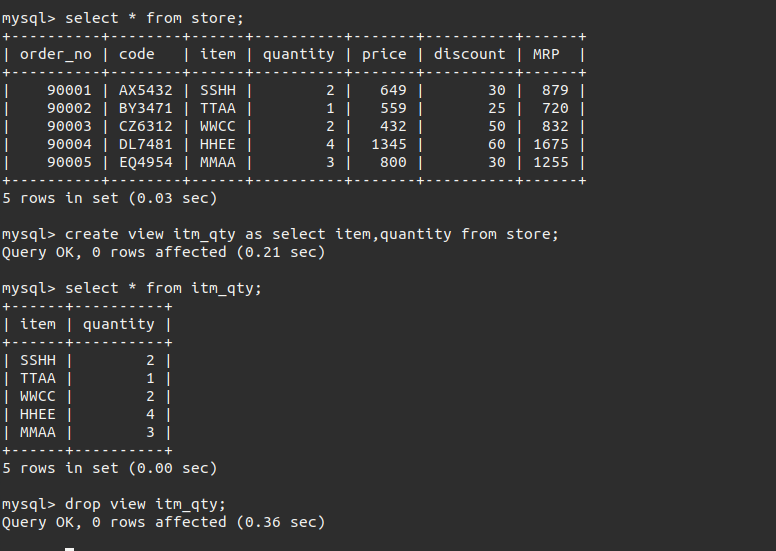 mysql> select * from store;
+----------+--------+------+----------+-------+----------+------+
| order_no | code   | item | quantity | price | discount | MRP  |
+----------+--------+------+----------+-------+----------+------+
|    90001 | AX5432 | SSHH |        2 |   649 |       30 |  879 |
|    90002 | BY3471 | TTAA |        1 |   559 |       25 |  720 |
|    90003 | CZ6312 | WWCC |        2 |   432 |       50 |  832 |
|    90004 | DL7481 | HHEE |        4 |  1345 |       60 | 1675 |
|    90005 | EQ4954 | MMAA |        3 |   800 |       30 | 1255 |
+----------+--------+------+----------+-------+----------+------+
5 rows in set (0.03 sec)

mysql> create view itm_qty as select item,quantity from store;
Query OK, 0 rows affected (0.21 sec)

mysql> select * from itm_qty;
+------+----------+
| item | quantity |
+------+----------+
| SSHH |        2 |
| TTAA |        1 |
| WWCC |        2 |
| HHEE |        4 |
| MMAA |        3 |
+------+----------+
5 rows in set (0.00 sec)

mysql> drop view itm_qty;
Query OK, 0 rows affected (0.36 sec)